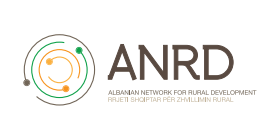 ANRD
ALBANIAN NETWORK FOR RURAL DEVELOPMENT
RRJETI SHQIPTAR PËR ZHVILLIMIN RURAL